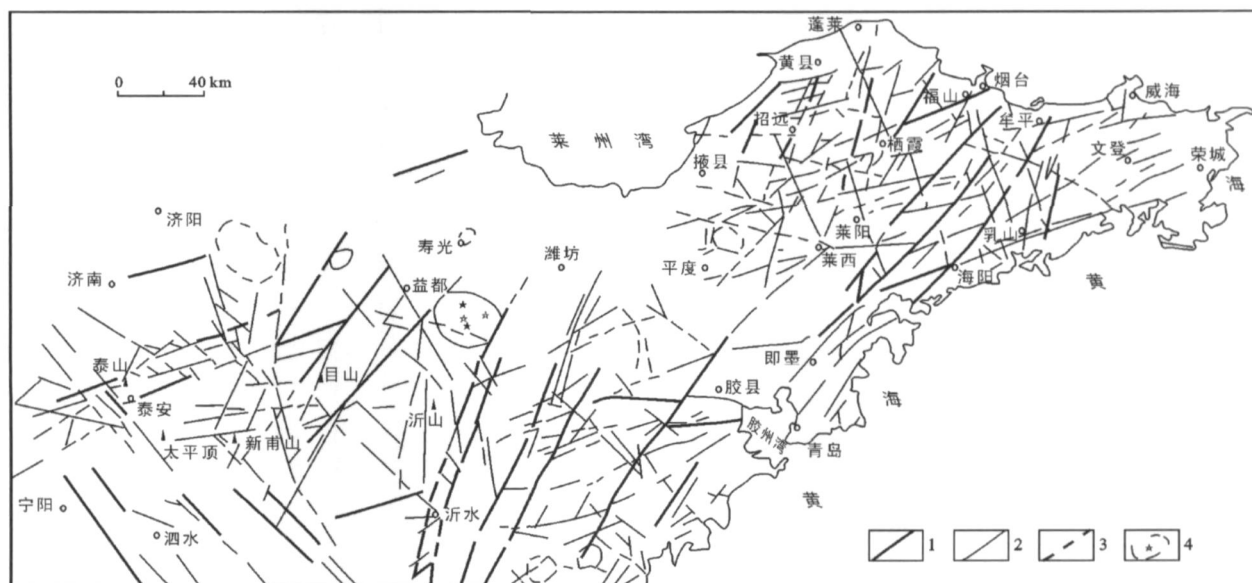 蓬莱
黄县
烟台
福山
威海
0 40 km
招远
牟平
莱州湾
栖霞
文登
掖县
荣城
海
济阳
莱阳
寿光
乳山
潍坊
莱西
平度
海阳
济南
益都
黄
即墨
泰山
目山
胶县
海
泰安
沂山
胶州湾
太平顶
新甫山
青岛
黄
宁阳
沂水
泗水
1
2
3
4